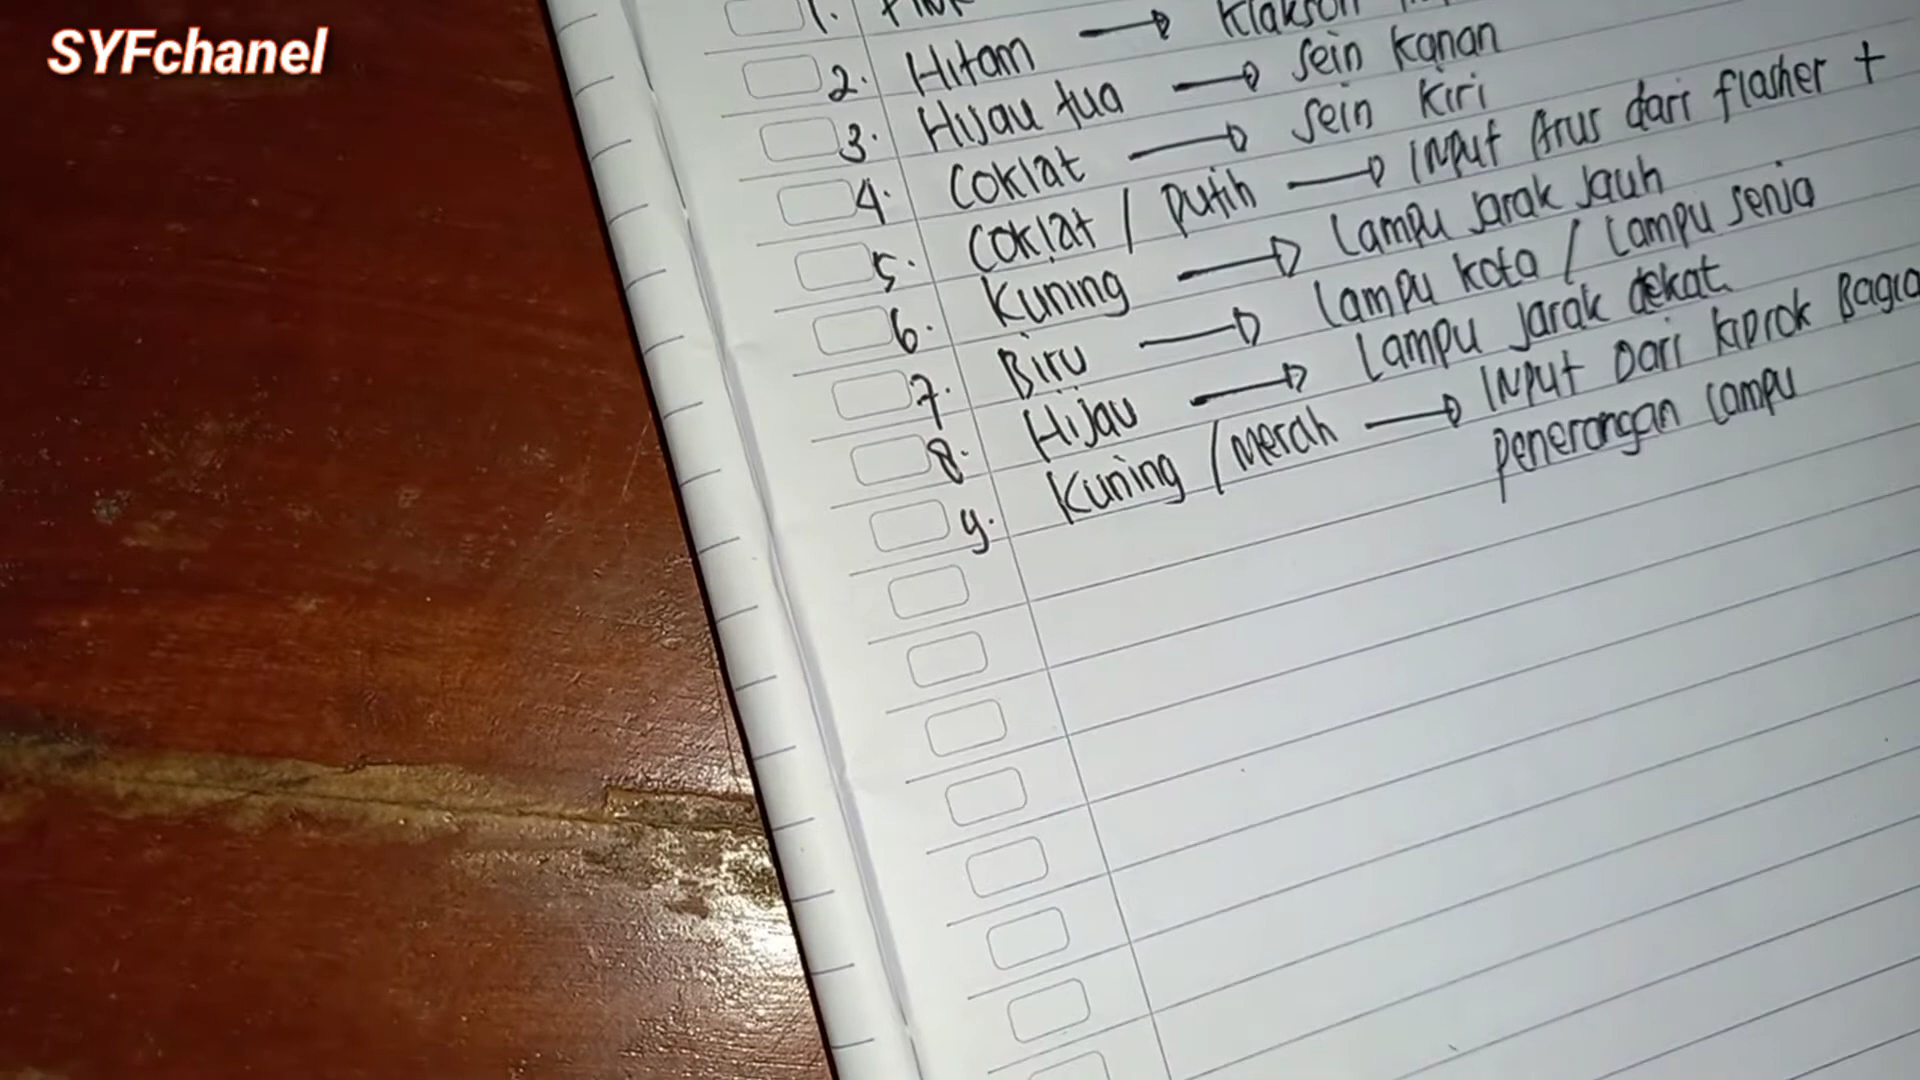 SYFchanel
1. Pink
2. Hitam → Klakson
3. Hijau tua → Sein kanan
4. Coklat → Sein Kiri
5. Coklat / Putih → Input Arus dari flasher +
6. Kuning → Lampu Jarak Jauh
7. Biru → Lampu kota / Lampu senja
8. Hijau → Lampu Jarak dekat
9. Kuning / Merah → Input Dari kiprok
penerangan lampu